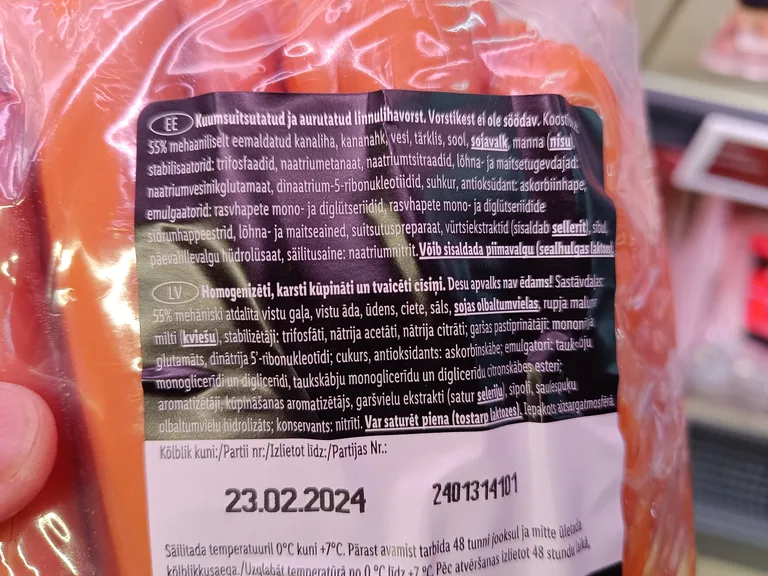 EE Kuumsuitsutatud ja aurutatud linnulihavorst. Vorstikest ei ole söödav.
55% mehaaniliselt eemaldatud kanaliha, kananahk, vesi, tärklis, sool, sojavalk, manna (nisu)
stabilisaatorid: trifosfaadid, naatriumetanaat, naatriumtsitraadid, lõhna- ja maitsetugevdajad:
naatriumvesinikglutamaat, dinaatrium-5-ribonukleotiidid, suhkur, antioksüdant: askorbiinhape,
emulgaatorid: rasvhapete mono- ja diglütseriidid, rasvhapete mono- ja diglütseriidide
sidrunhappeestrid, lõhna- ja maitseained, suitsutuspreparaat, vürtsiekstraktid (sisaldab sellerit), sibul,
päevalillevalgu hüdrolüsaat, säilitusaine: naatriumnitrit. Võib sisaldada piimavalgu (sealhulgas laktoos).
LV Homogenizēti, karsti kūpināti un tvaicēti cīsiņi. Desu apvalks nav ēdams! Sastāvdaļas:
55% mehāniski atdalīta vistu gaļa, vistu āda, ūdens, ciete, sāls, sojas olbaltumvielas, rupja maluma
milti (kviešu), stabilizētāji: trifosfāti, nātrija acetāti, nātrija citrāti; garšas pastiprinātāji: mononātrija
glutamāts, dinātrija 5'-ribonukleotīdi; cukurs, antioksidants: askorbīnskābe; emulgatori: taukskābju
monoglicerīdi un diglicerīdi, taukskābju monoglicerīdu un diglicerīdu citronskābes esteri;
aromatizētāji, kūpināšanas aromatizētājs, garšvielu ekstrakti (satur seleriju), sīpoli, saulespuķu
olbaltumvielu hidrolizāts; konservants: nitrīti. Var saturēt piena (tostarp laktozes). Iepakots aizsargatmosfērā.
Kõlblik kuni:/Partii nr:/Izlietot līdz:/Partijas Nr.:
23.02.2024 2401314101
Säilitada temperatuuril 0°C kuni +7°C. Pärast avamist tarbida 48 tunni jooksul ja mitte ületada
kõlblikkusaega./Uzglabāt temperatūrā no 0 °C līdz +7 °C. Pēc atvēršanas izlietot 48 stundu laikā,